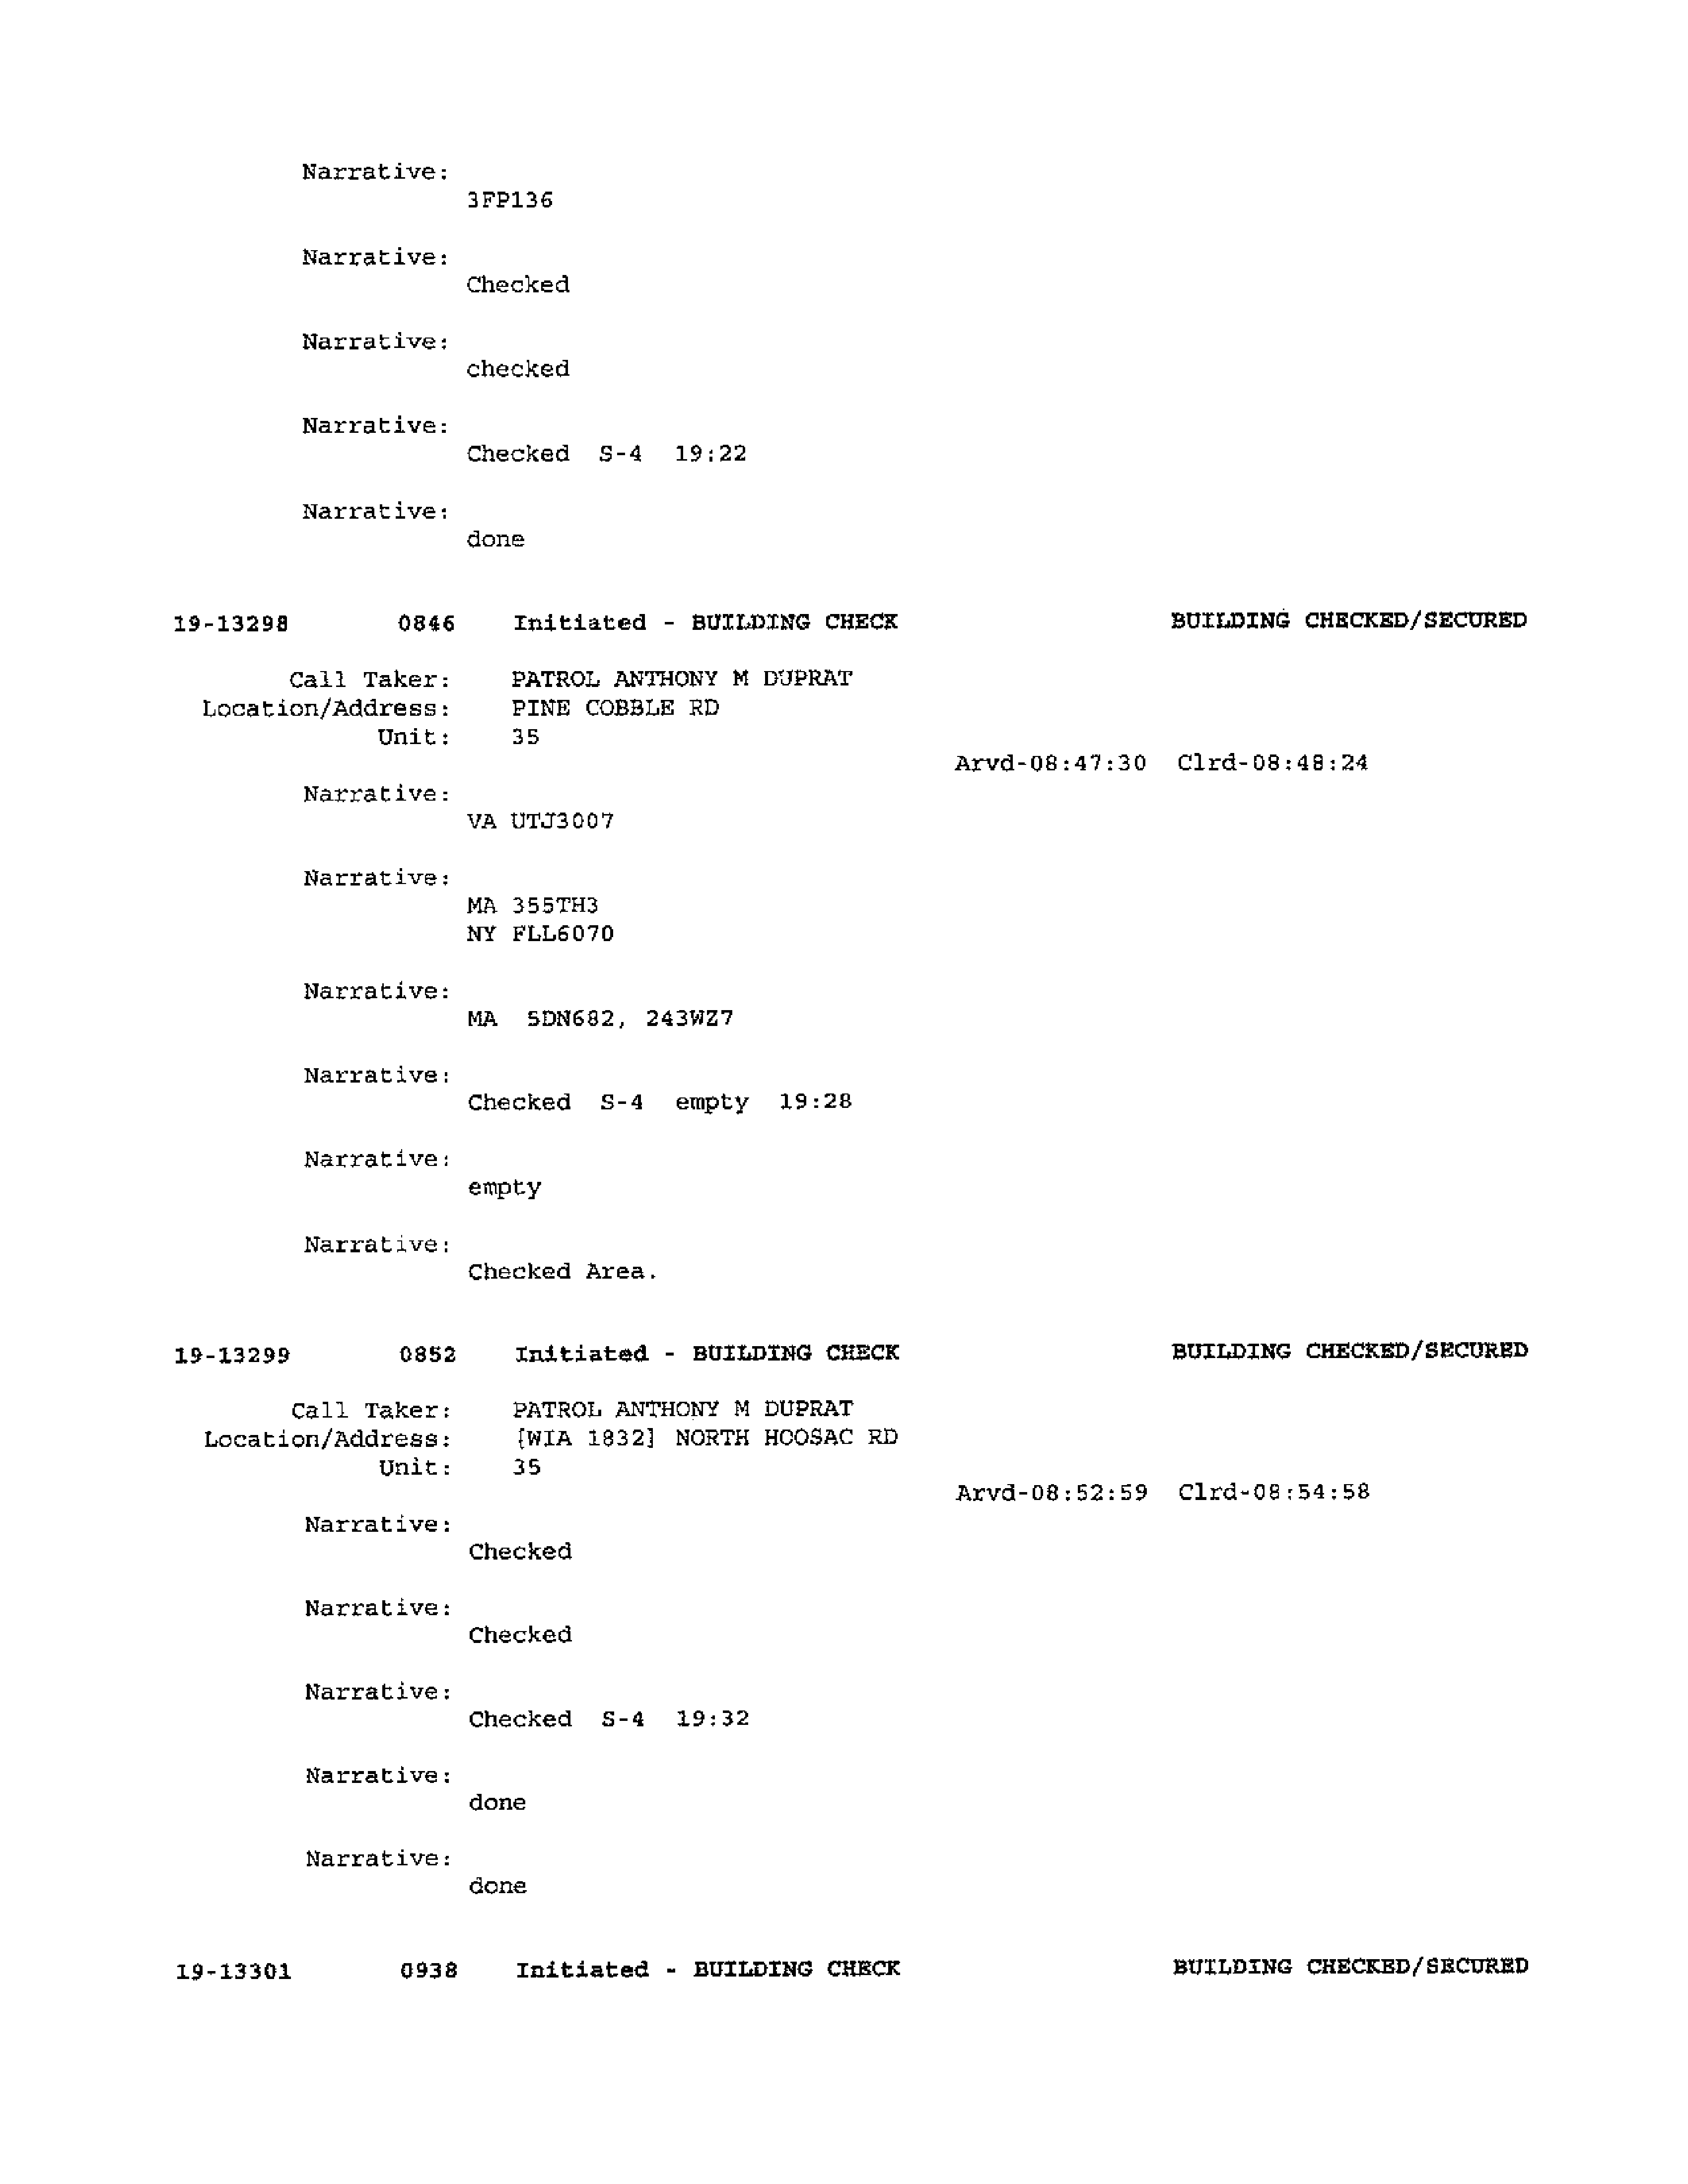 Narrative:
3FP136
Narrative:
Checked
Narrative:
checked
Narrative:
Checked S-4 19:22
Narrative:
done
19-13298 0846 Initiated - BUILDING CHECK BUILDING CHECKED/SECURED
Call Taker: PATROL ANTHONY M DUPRAT
Location/Address: PINE COBBLE RD
Unit: 35
Arvd-08:47:30 Clrd-08:48:24
Narrative:
VA UTJ3007
Narrative:
MA 355TH3
NY FLL6070
Narrative:
MA 5DN682, 243WZ7
Narrative:
Checked S-4 empty 19:28
Narrative:
empty
Narrative:
Checked Area.
19-13299 0852 Initiated - BUILDING CHECK BUILDING CHECKED/SECURED
Call Taker: PATROL ANTHONY M DUPRAT
Location/Address: [WIA 1832] NORTH HOOSAC RD
Unit: 35
Arvd-08:52:59 Clrd-08:54:58
Narrative:
Checked
Narrative:
Checked
Narrative:
Checked S-4 19:32
Narrative:
done
Narrative:
done
19-13301 0938 Initiated - BUILDING CHECK BUILDING CHECKED/SECURED